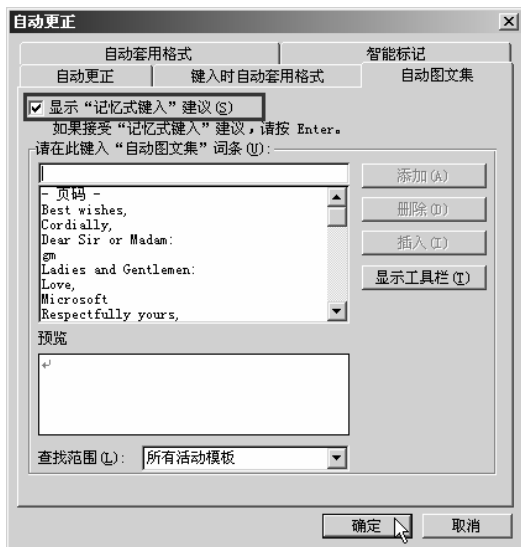 自动更正
自动套用格式 智能标记
自动更正 键入时自动套用格式 自动图文集
显示“记忆式键入”建议(S)
如果接受“记忆式键入”建议，请按 Enter。
请在此键入“自动图文集”词条(W):
- 页码 -
添加(A)
Best wishes,
Cordially,
删除(D)
Dear Sir or Madam:
gm
插入(I)
Ladies and Gentlemen:
Love,
显示工具栏(T)
Microsoft
Respectfully yours,
预览
查找范围(L): 所有活动模板
确定 取消